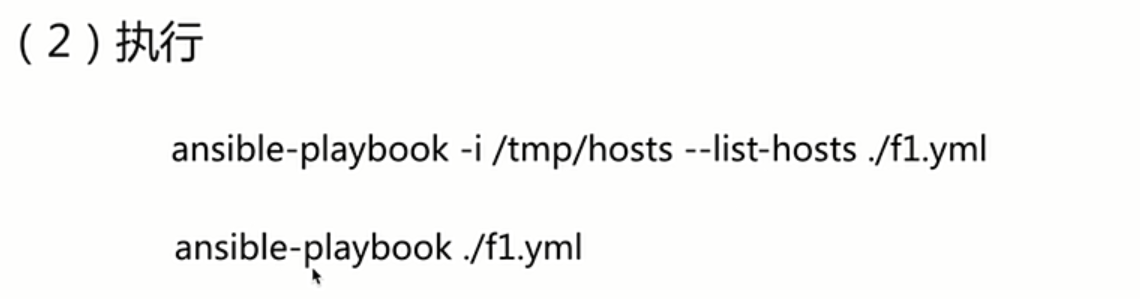 （2）执行
ansible-playbook -i /tmp/hosts --list-hosts ./f1.yml
ansible-playbook ./f1.yml